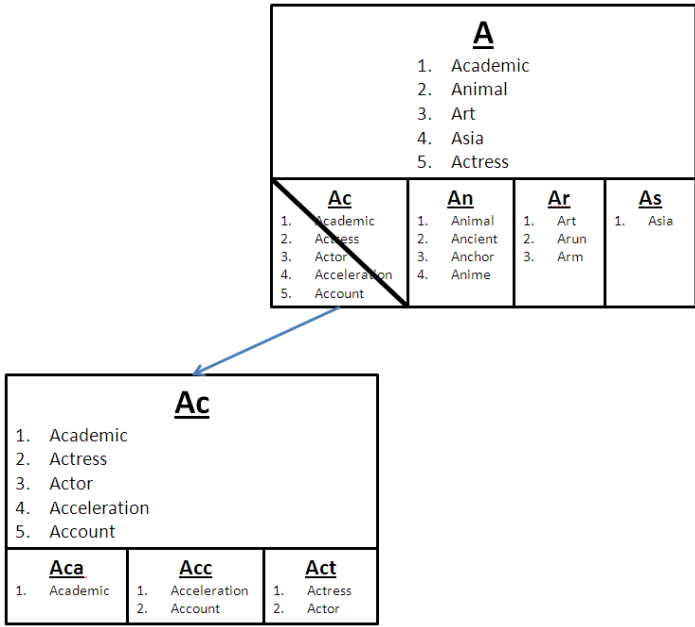 A
1. Academic
2. Animal
3. Art
4. Asia
5. Actress
Ac
1. Academic
2. Actress
3. Actor
4. Acceleration
5. Account
An
1. Animal
2. Ancient
3. Anchor
4. Anime
Ar
1. Art
2. Arun
3. Arm
As
1. Asia
Ac
1. Academic
2. Actress
3. Actor
4. Acceleration
5. Account
Aca
1. Academic
Acc
1. Acceleration
2. Account
Act
1. Actress
2. Actor